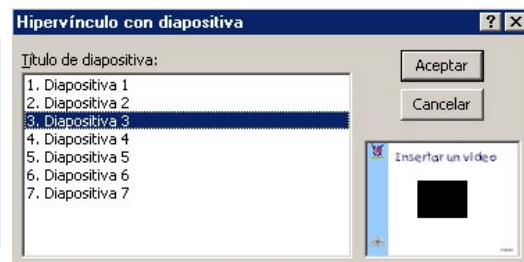 Hipervínculo con diapositiva
Título de diapositiva:
1. Diapositiva 1
2. Diapositiva 2
3. Diapositiva 3
4. Diapositiva 4
5. Diapositiva 5
6. Diapositiva 6
7. Diapositiva 7
Aceptar
Cancelar
Insertar un video